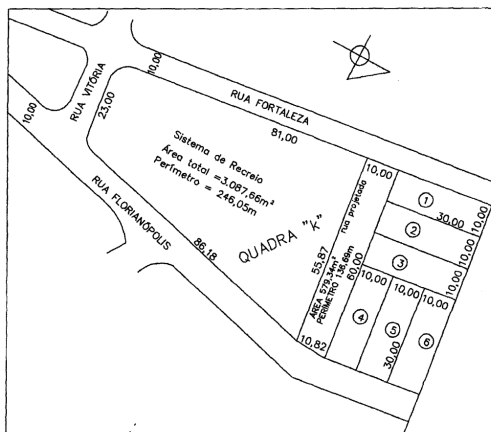 RUA FORTALEZA
10,00
81,00
RUA VITÓRIA
10,00
23,00
RUA FLORIANÓPOLIS
86,18
Sistema de Recreio
Área total =3.087,66m²
Perímetro = 246,05m
QUADRA "K"
55,87
ÁREA 579,34m²
PERÍMETRO 136,69m
60,00
rua projetada
10,00
10,82
1
30,00
10,00
2
10,00
3
10,00
10,00
10,00
10,00
4
5
30,00
6